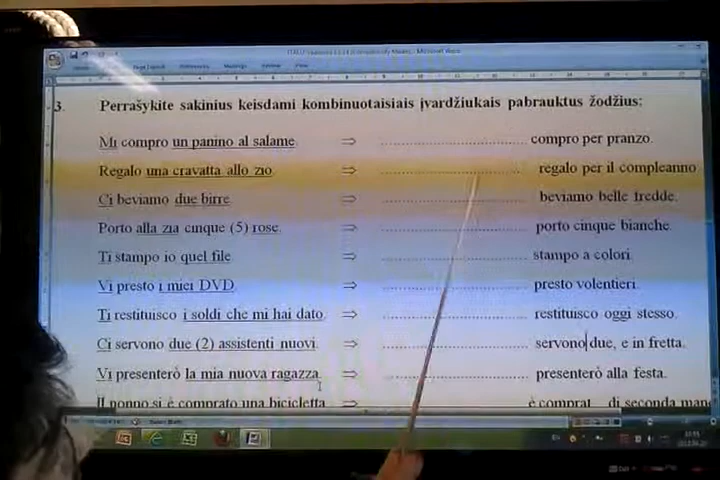 3. Perrašykite sakinius keisdami kombinuotaisiais įvardžiukais pabrauktus žodžius:
Mi compro un panino al salame. ⇒ ........................ compro per pranzo.
Regalo una cravatta allo zio. ⇒ ........................ regalo per il compleanno
Ci beviamo due birre. ⇒ ........................ beviamo belle fredde.
Porto alla zia cinque (5) rose. ⇒ ........................ porto cinque bianche.
Ti stampo io quel file. ⇒ ........................ stampo a colori.
Vi presto i miei DVD. ⇒ ........................ presto volentieri.
Ti restituisco i soldi che mi hai dato. ⇒ ........................ restituisco oggi stesso.
Ci servono due (2) assistenti nuovi. ⇒ ........................ servono due, e in fretta.
Vi presenterò la mia nuova ragazza. ⇒ ........................ presenterò alla festa.
Il nonno si è comprato una bicicletta. ⇒ è comprat di seconda man